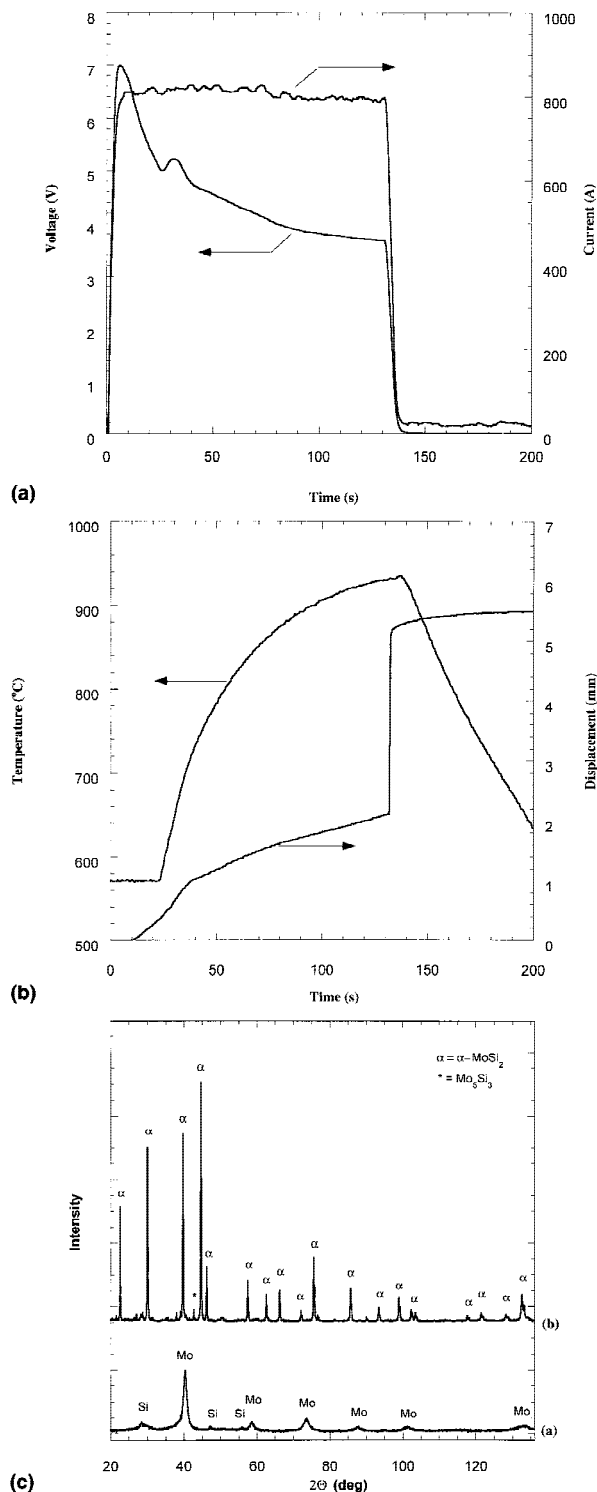 8
7
6
5
4
3
2
1
0
Voltage (V)
1000
800
600
400
200
0
Current (A)
0 50 100 150 200
Time (s)
(a)
1000
900
800
700
600
500
Temperature (°C)
7
6
5
4
3
2
1
0
Displacement (mm)
0 50 100 150 200
Time (s)
(b)
α = α-MoSi₂
* = Mo₅Si₃
Intensity
α α α α α α α α α α α α α α α α α
*
(b)
Si Mo Si Si Mo Mo Mo Mo Mo
(a)
20 40 60 80 100 120
2Θ (deg)
(c)